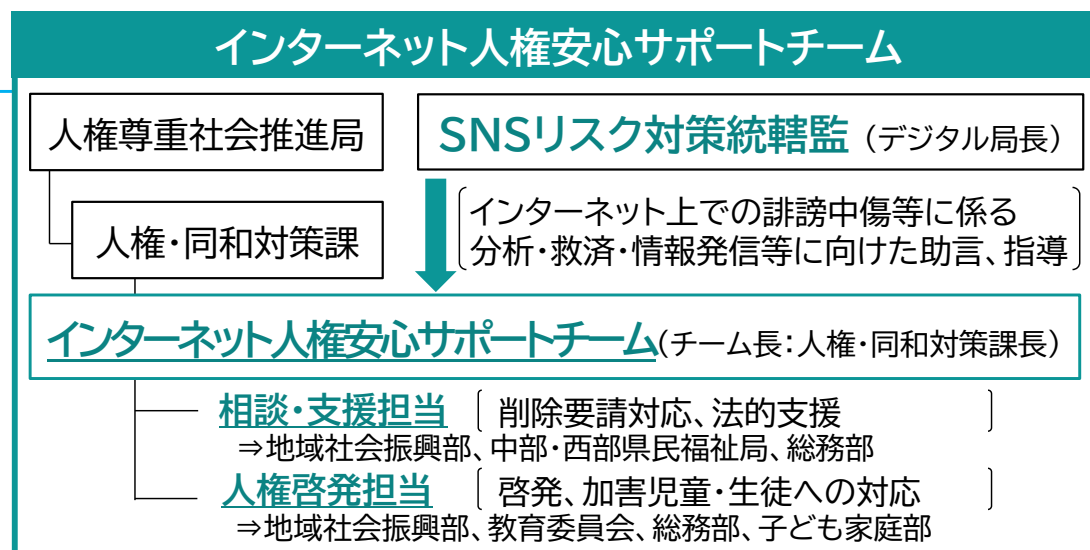 インターネット人権安心サポートチーム
人権尊重社会推進局
SNSリスク対策統轄監（デジタル局長）
人権・同和対策課
インターネット上での誹謗中傷等に係る
分析・救済・情報発信等に向けた助言、指導
インターネット人権安心サポートチーム(チーム長：人権・同和対策課長）
相談・支援担当〔削除要請対応、法的支援〕
⇒地域社会振興部、中部・西部県民福祉局、総務部
人権啓発担当〔啓発、加害児童・生徒への対応〕
⇒地域社会振興部、教育委員会、総務部、子ども家庭部